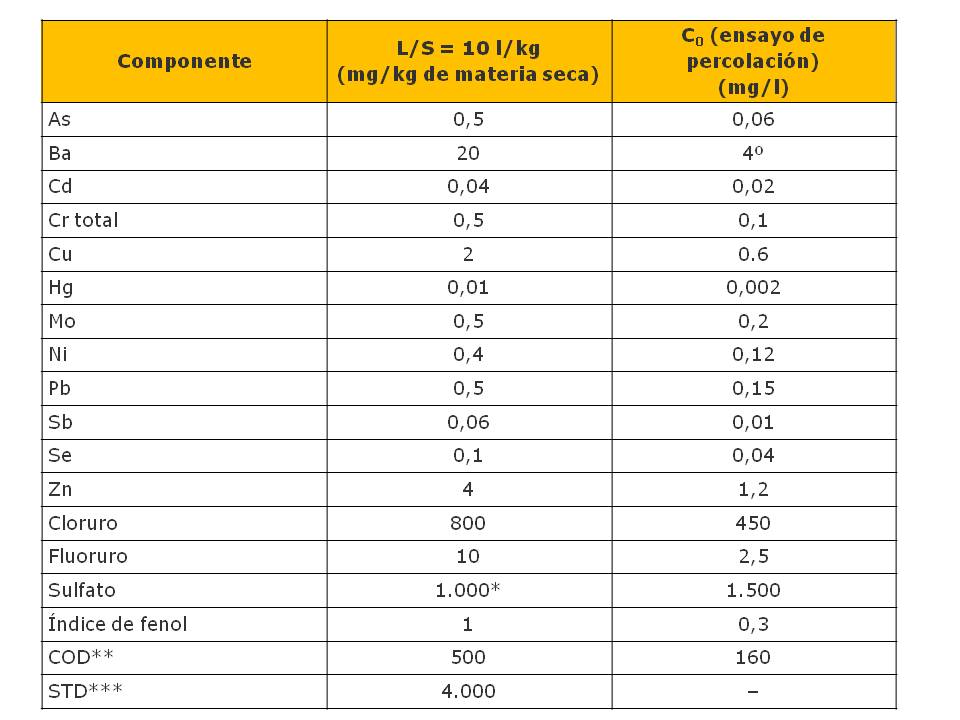 Componente L/S = 10 l/kg (mg/kg de materia seca) C0 (ensayo de percolación) (mg/l)
As 0,5 0,06
Ba 20 4º
Cd 0,04 0,02
Cr total 0,5 0,1
Cu 2 0.6
Hg 0,01 0,002
Mo 0,5 0,2
Ni 0,4 0,12
Pb 0,5 0,15
Sb 0,06 0,01
Se 0,1 0,04
Zn 4 1,2
Cloruro 800 450
Fluoruro 10 2,5
Sulfato 1.000* 1.500
Índice de fenol 1 0,3
COD** 500 160
STD*** 4.000 –